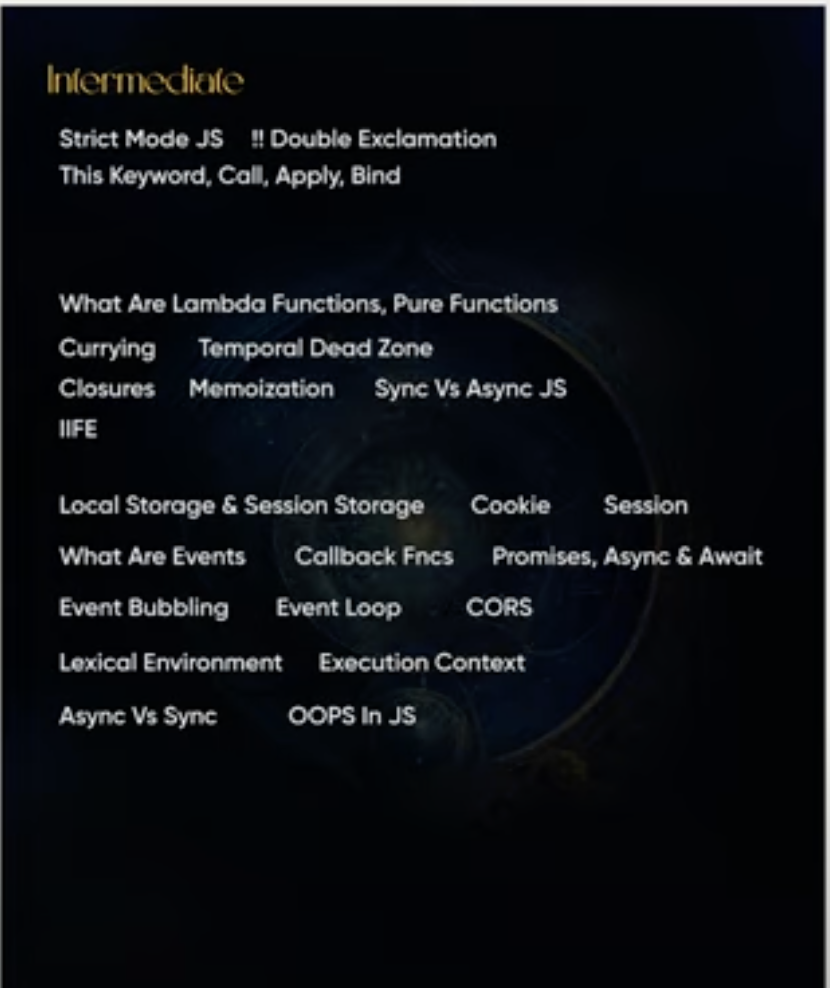 Intermediate
Strict Mode JS !! Double Exclamation
This Keyword, Call, Apply, Bind
What Are Lambda Functions, Pure Functions
Currying Temporal Dead Zone
Closures Memoization Sync Vs Async JS
IIFE
Local Storage & Session Storage Cookie Session
What Are Events Callback Fncs Promises, Async & Await
Event Bubbling Event Loop CORS
Lexical Environment Execution Context
Async Vs Sync OOPS In JS